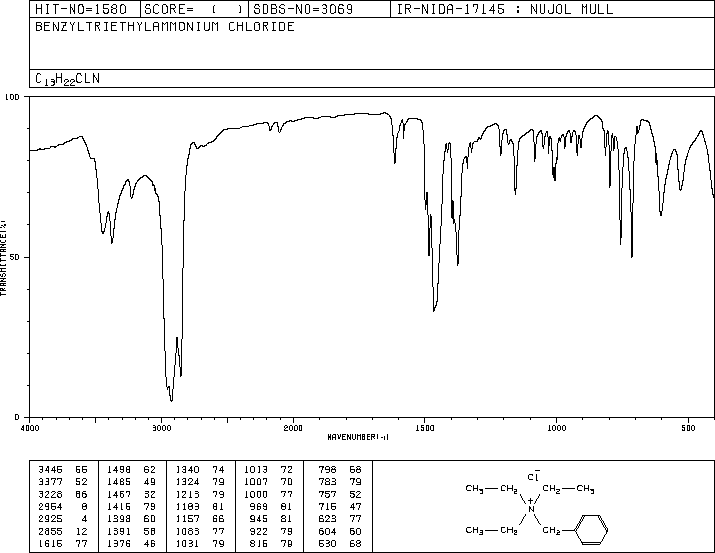 HIT-NO=1580 SCORE= ( ) SDBS-NO=3069 IR-NIDA-17145 : NUJOL MULL
BENZYLTRIETHYLAMMONIUM CHLORIDE
C13H22CLN
100
50
0
TRANSMITTANCE(%)
4000 3000 2000 1500 1000 500
WAVENUMBER(-1)
3445 55 1498 62 1340 74 1013 72 798 68
3377 52 1485 49 1324 79 1007 70 783 79
3228 66 1467 32 1213 79 1000 77 757 52
2954 8 1416 79 1183 81 969 81 715 47
2925 4 1398 60 1157 66 945 81 623 77
2855 12 1391 58 1083 77 922 79 604 60
1615 77 1376 46 1031 79 816 79 530 68
Cl−
CH3 CH2 CH2 CH3
+
N
CH3 CH2 CH2